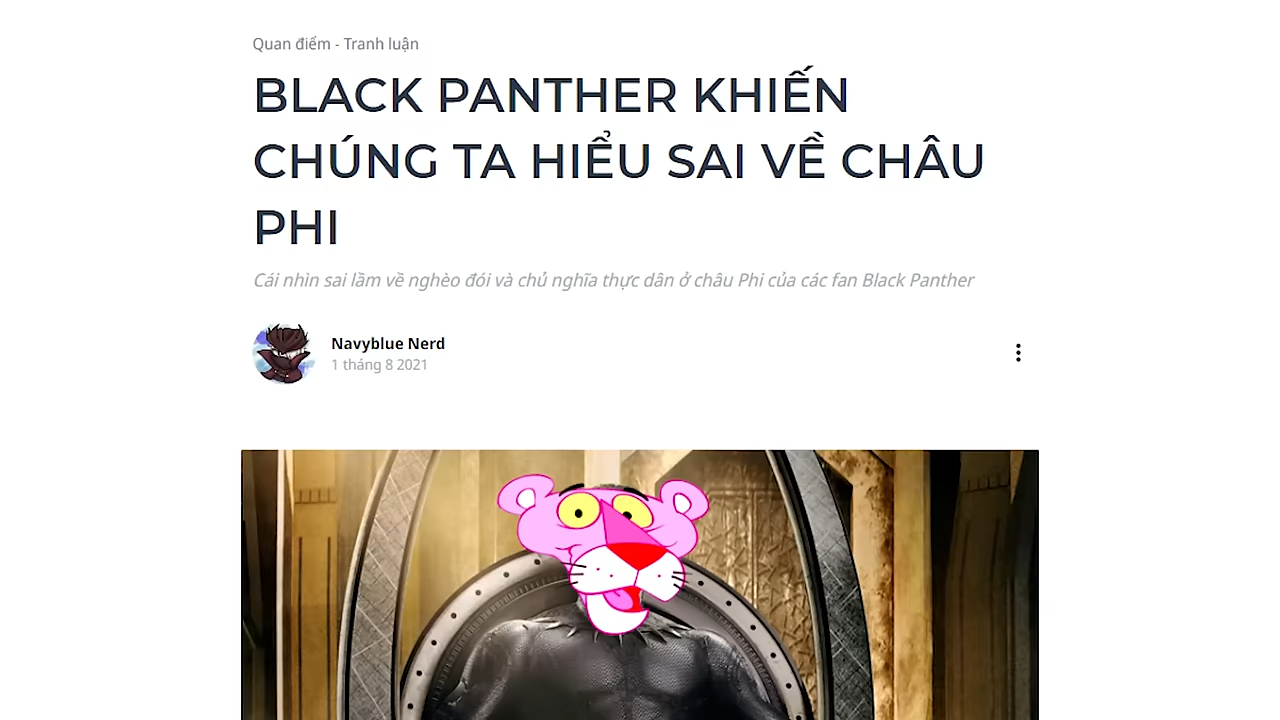 Quan điểm - Tranh luận
BLACK PANTHER KHIẾN
CHÚNG TA HIỂU SAI VỀ CHÂU
PHI
Cái nhìn sai lầm về nghèo đói và chủ nghĩa thực dân ở châu Phi của các fan Black Panther
Navyblue Nerd
1 tháng 8 2021